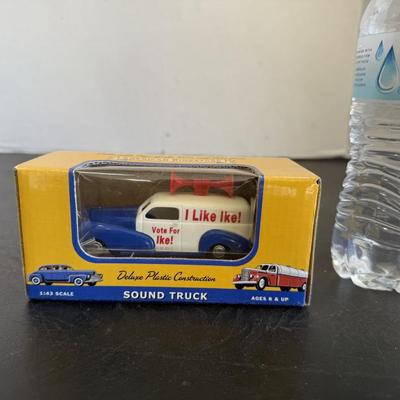 I Like Ike!
Vote For
Ike!
Deluxe Plastic Construction
1:43 SCALE
SOUND TRUCK
AGES 8 & UP